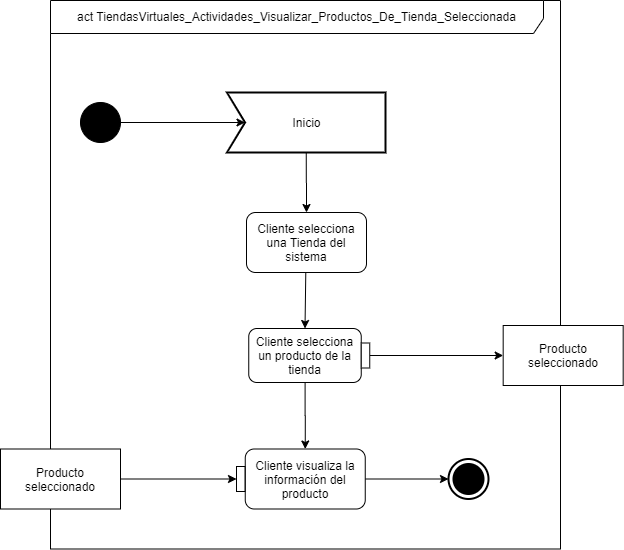 act TiendasVirtuales_Actividades_Visualizar_Productos_De_Tienda_Seleccionada
Inicio
Cliente selecciona
una Tienda del
sistema
Cliente selecciona
un producto de la
tienda
Producto
seleccionado
Producto
seleccionado
Cliente visualiza la
información del
producto